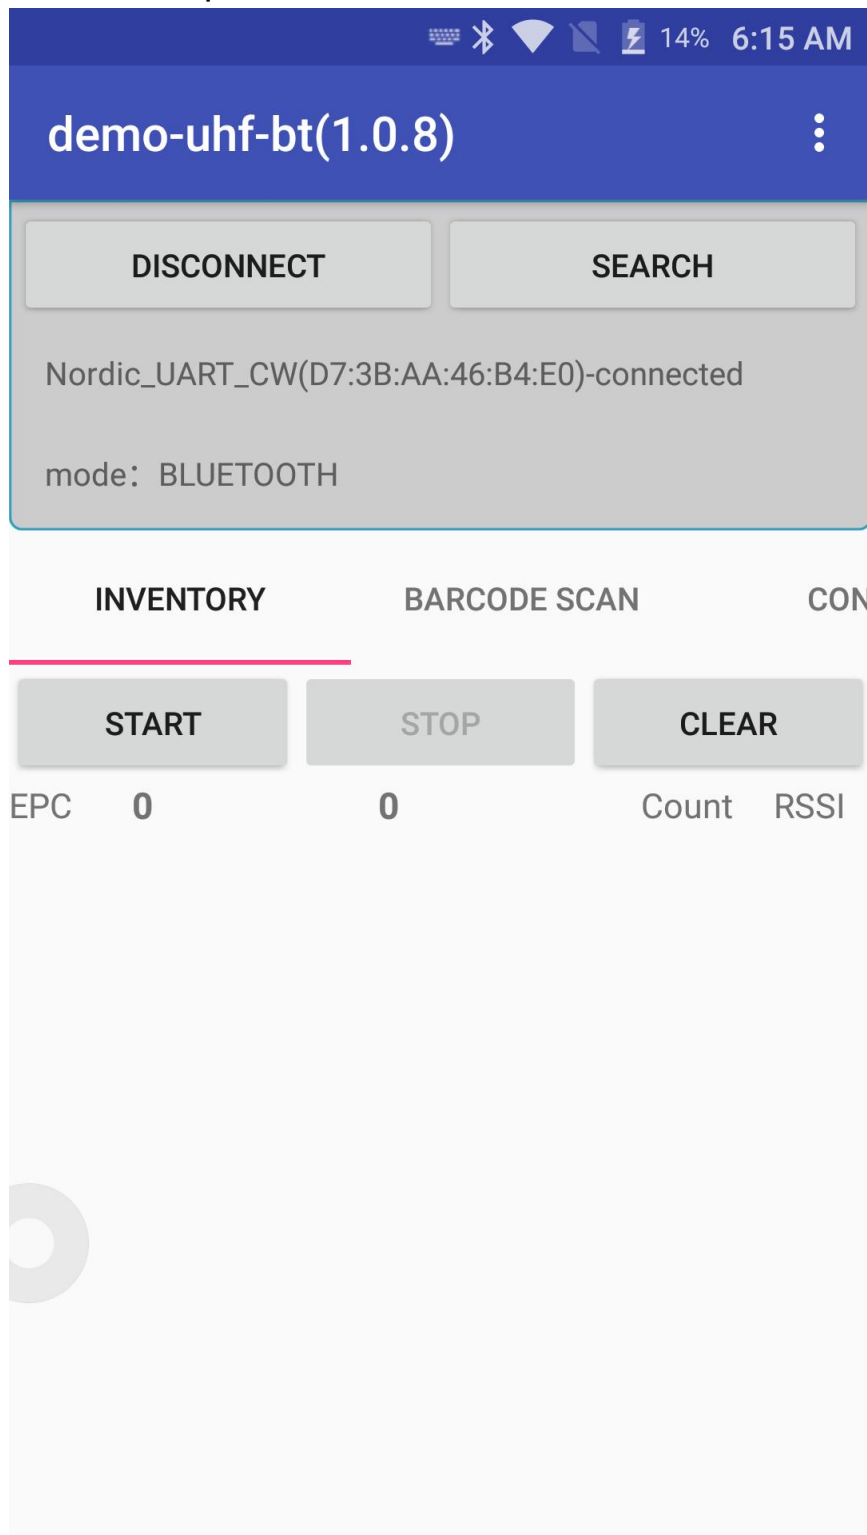 14% 6:15 AM
demo-uhf-bt(1.0.8)
DISCONNECT SEARCH
Nordic_UART_CW(D7:3B:AA:46:B4:E0)-connected
mode：BLUETOOTH
INVENTORY BARCODE SCAN CON
START STOP CLEAR
EPC 0 0 Count RSSI